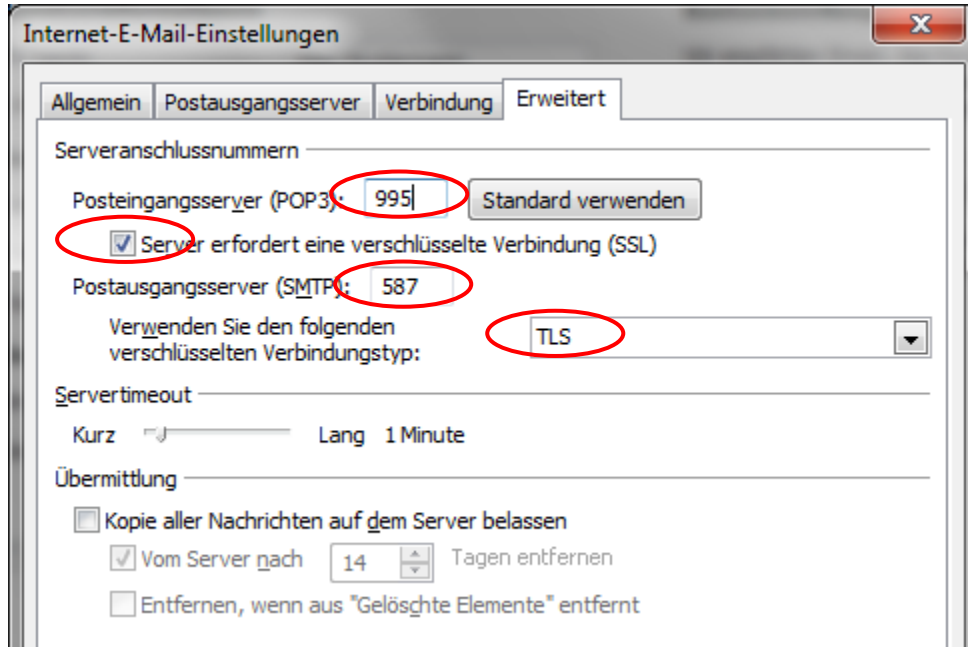 Internet-E-Mail-Einstellungen
Allgemein Postausgangsserver Verbindung Erweitert
Serveranschlussnummern
Posteingangsserver (POP3): 995 Standard verwenden
Server erfordert eine verschlüsselte Verbindung (SSL)
Postausgangsserver (SMTP): 587
Verwenden Sie den folgenden
verschlüsselten Verbindungstyp: TLS
Servertimeout
Kurz Lang 1 Minute
Übermittlung
Kopie aller Nachrichten auf dem Server belassen
Vom Server nach 14 Tagen entfernen
Entfernen, wenn aus "Gelöschte Elemente" entfernt